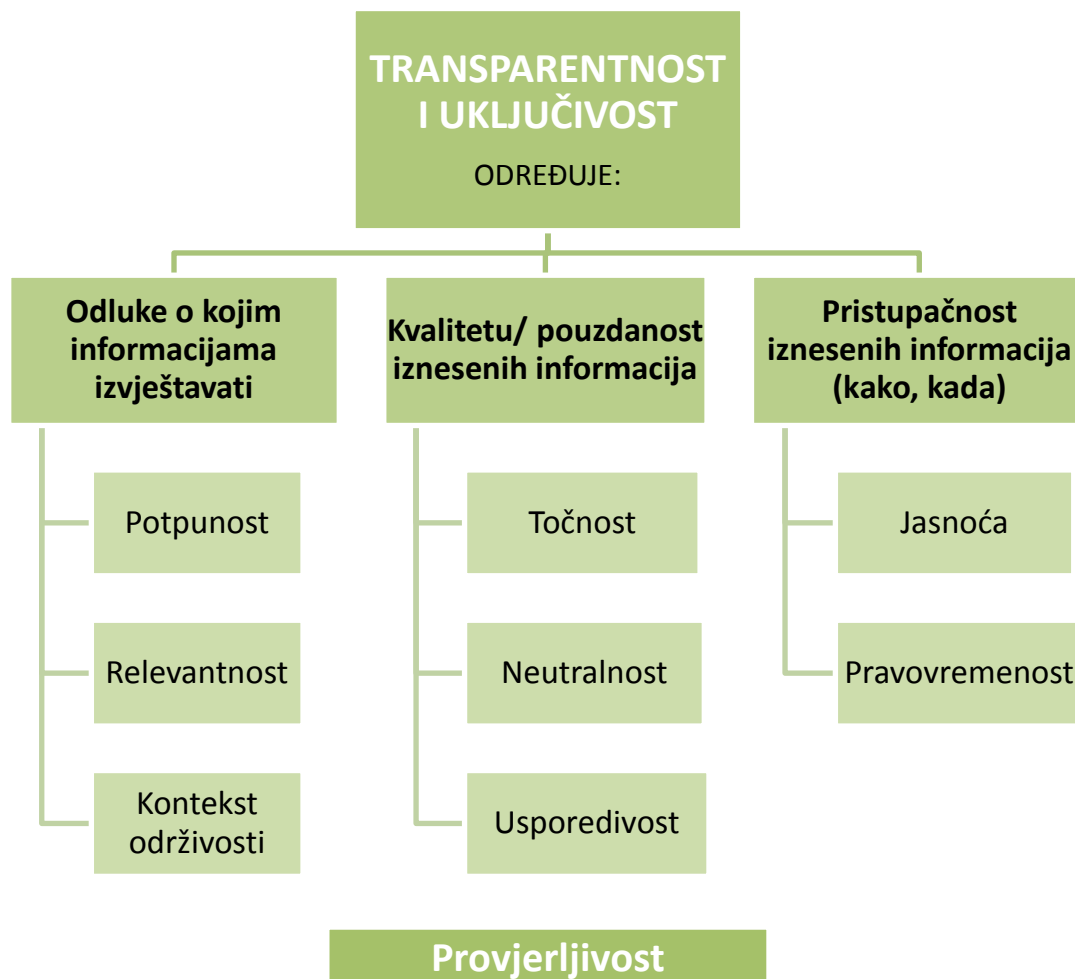 TRANSPARENTNOST
I UKLJUČIVOST
ODREĐUJE:
Odluke o kojim
informacijama
izvještavati
Potpunost
Relevantnost
Kontekst
održivosti
Kvalitetu/ pouzdanost
iznesenih informacija
Točnost
Neutralnost
Usporedivost
Pristupačnost
iznesenih informacija
(kako, kada)
Jasnoća
Pravovremenost
Provjerljivost